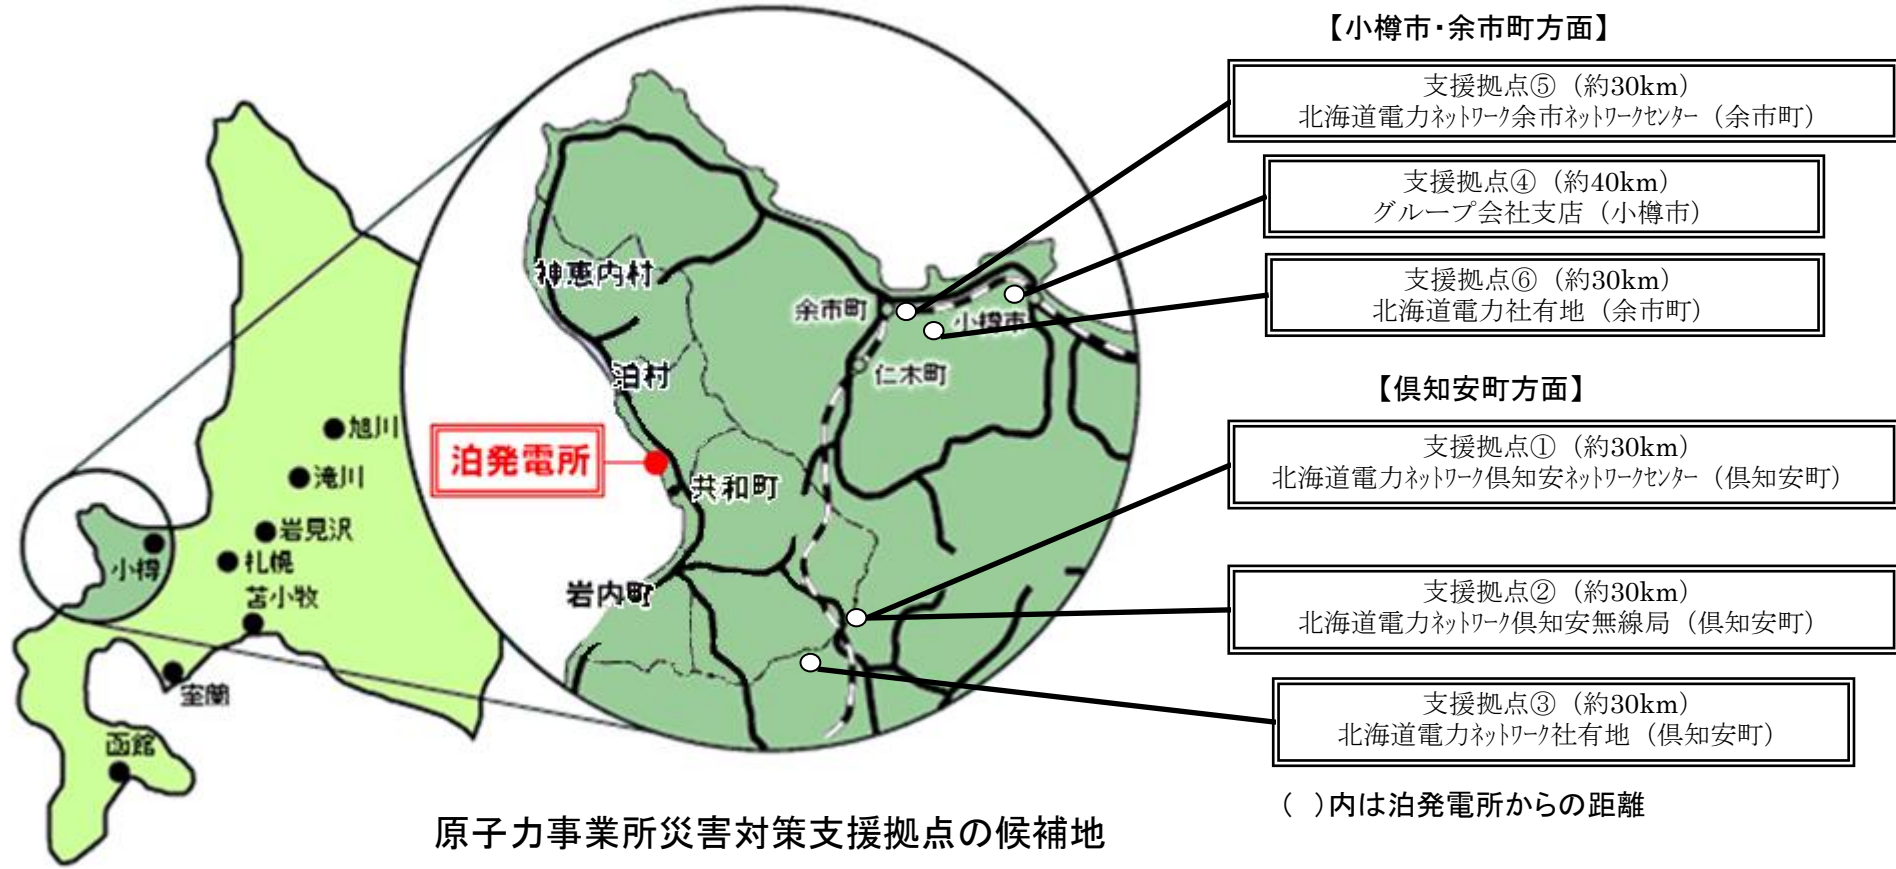 【小樽市・余市町方面】
支援拠点⑤（約30km）
北海道電力ﾈｯﾄﾜｰｸ余市ﾈｯﾄﾜｰｸｾﾝﾀｰ（余市町）
支援拠点④（約40km）
グループ会社支店（小樽市）
支援拠点⑥（約30km）
北海道電力社有地（余市町）
【倶知安町方面】
支援拠点①（約30km）
北海道電力ﾈｯﾄﾜｰｸ倶知安ﾈｯﾄﾜｰｸｾﾝﾀｰ（倶知安町）
支援拠点②（約30km）
北海道電力ﾈｯﾄﾜｰｸ倶知安無線局（倶知安町）
支援拠点③（約30km）
北海道電力ﾈｯﾄﾜｰｸ社有地（倶知安町）
（　）内は泊発電所からの距離
神恵内村
余市町
小樽市
仁木町
泊村
泊発電所
共和町
岩内町
旭川
滝川
岩見沢
札幌
小樽
苫小牧
室蘭
函館
原子力事業所災害対策支援拠点の候補地